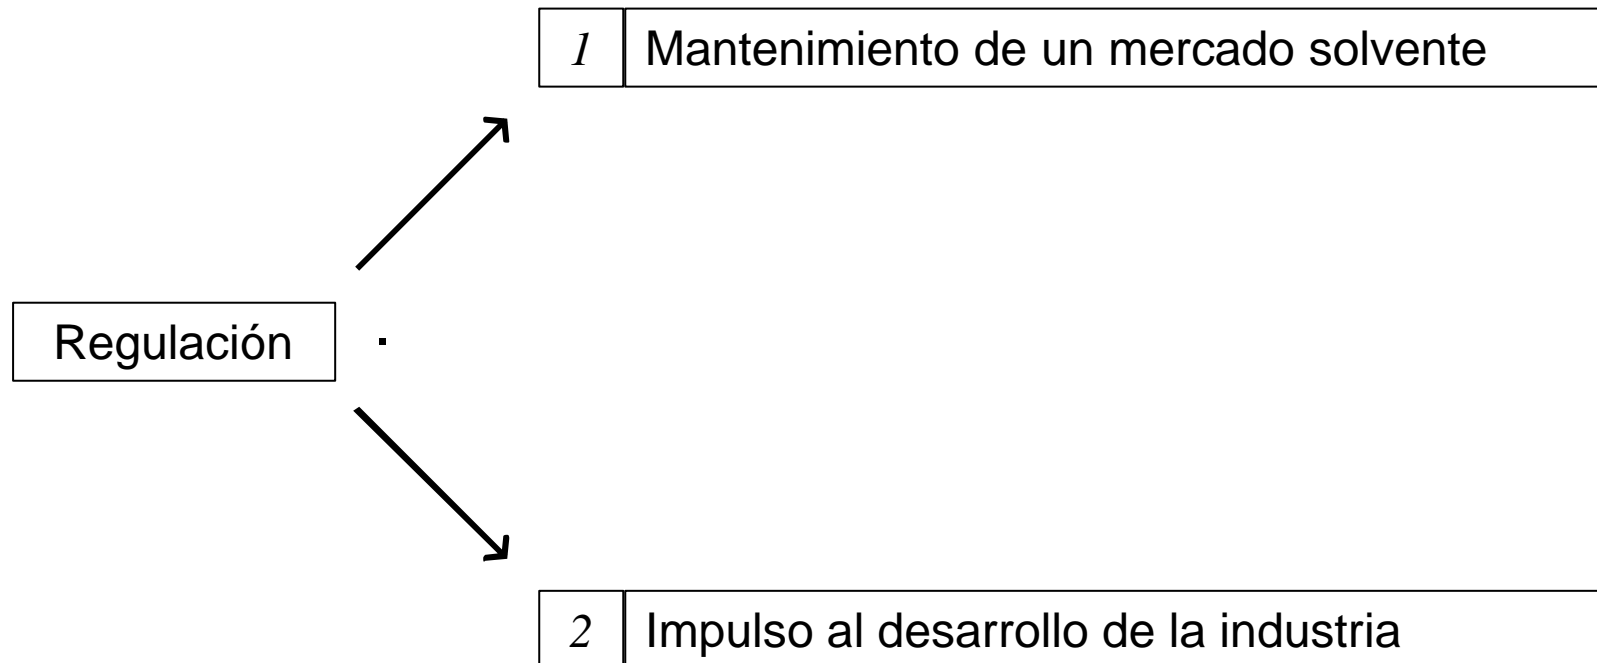 1 Mantenimiento de un mercado solvente
Regulación
2 Impulso al desarrollo de la industria